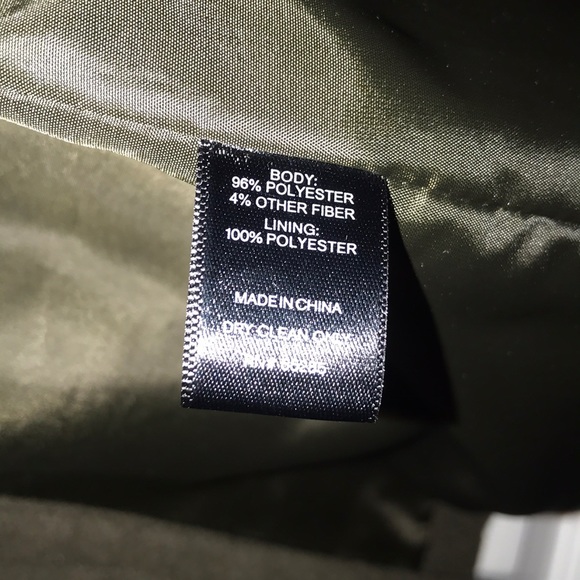 BODY:
96% POLYESTER
4% OTHER FIBER
LINING:
100% POLYESTER
MADE IN CHINA
DRY CLEAN ONLY